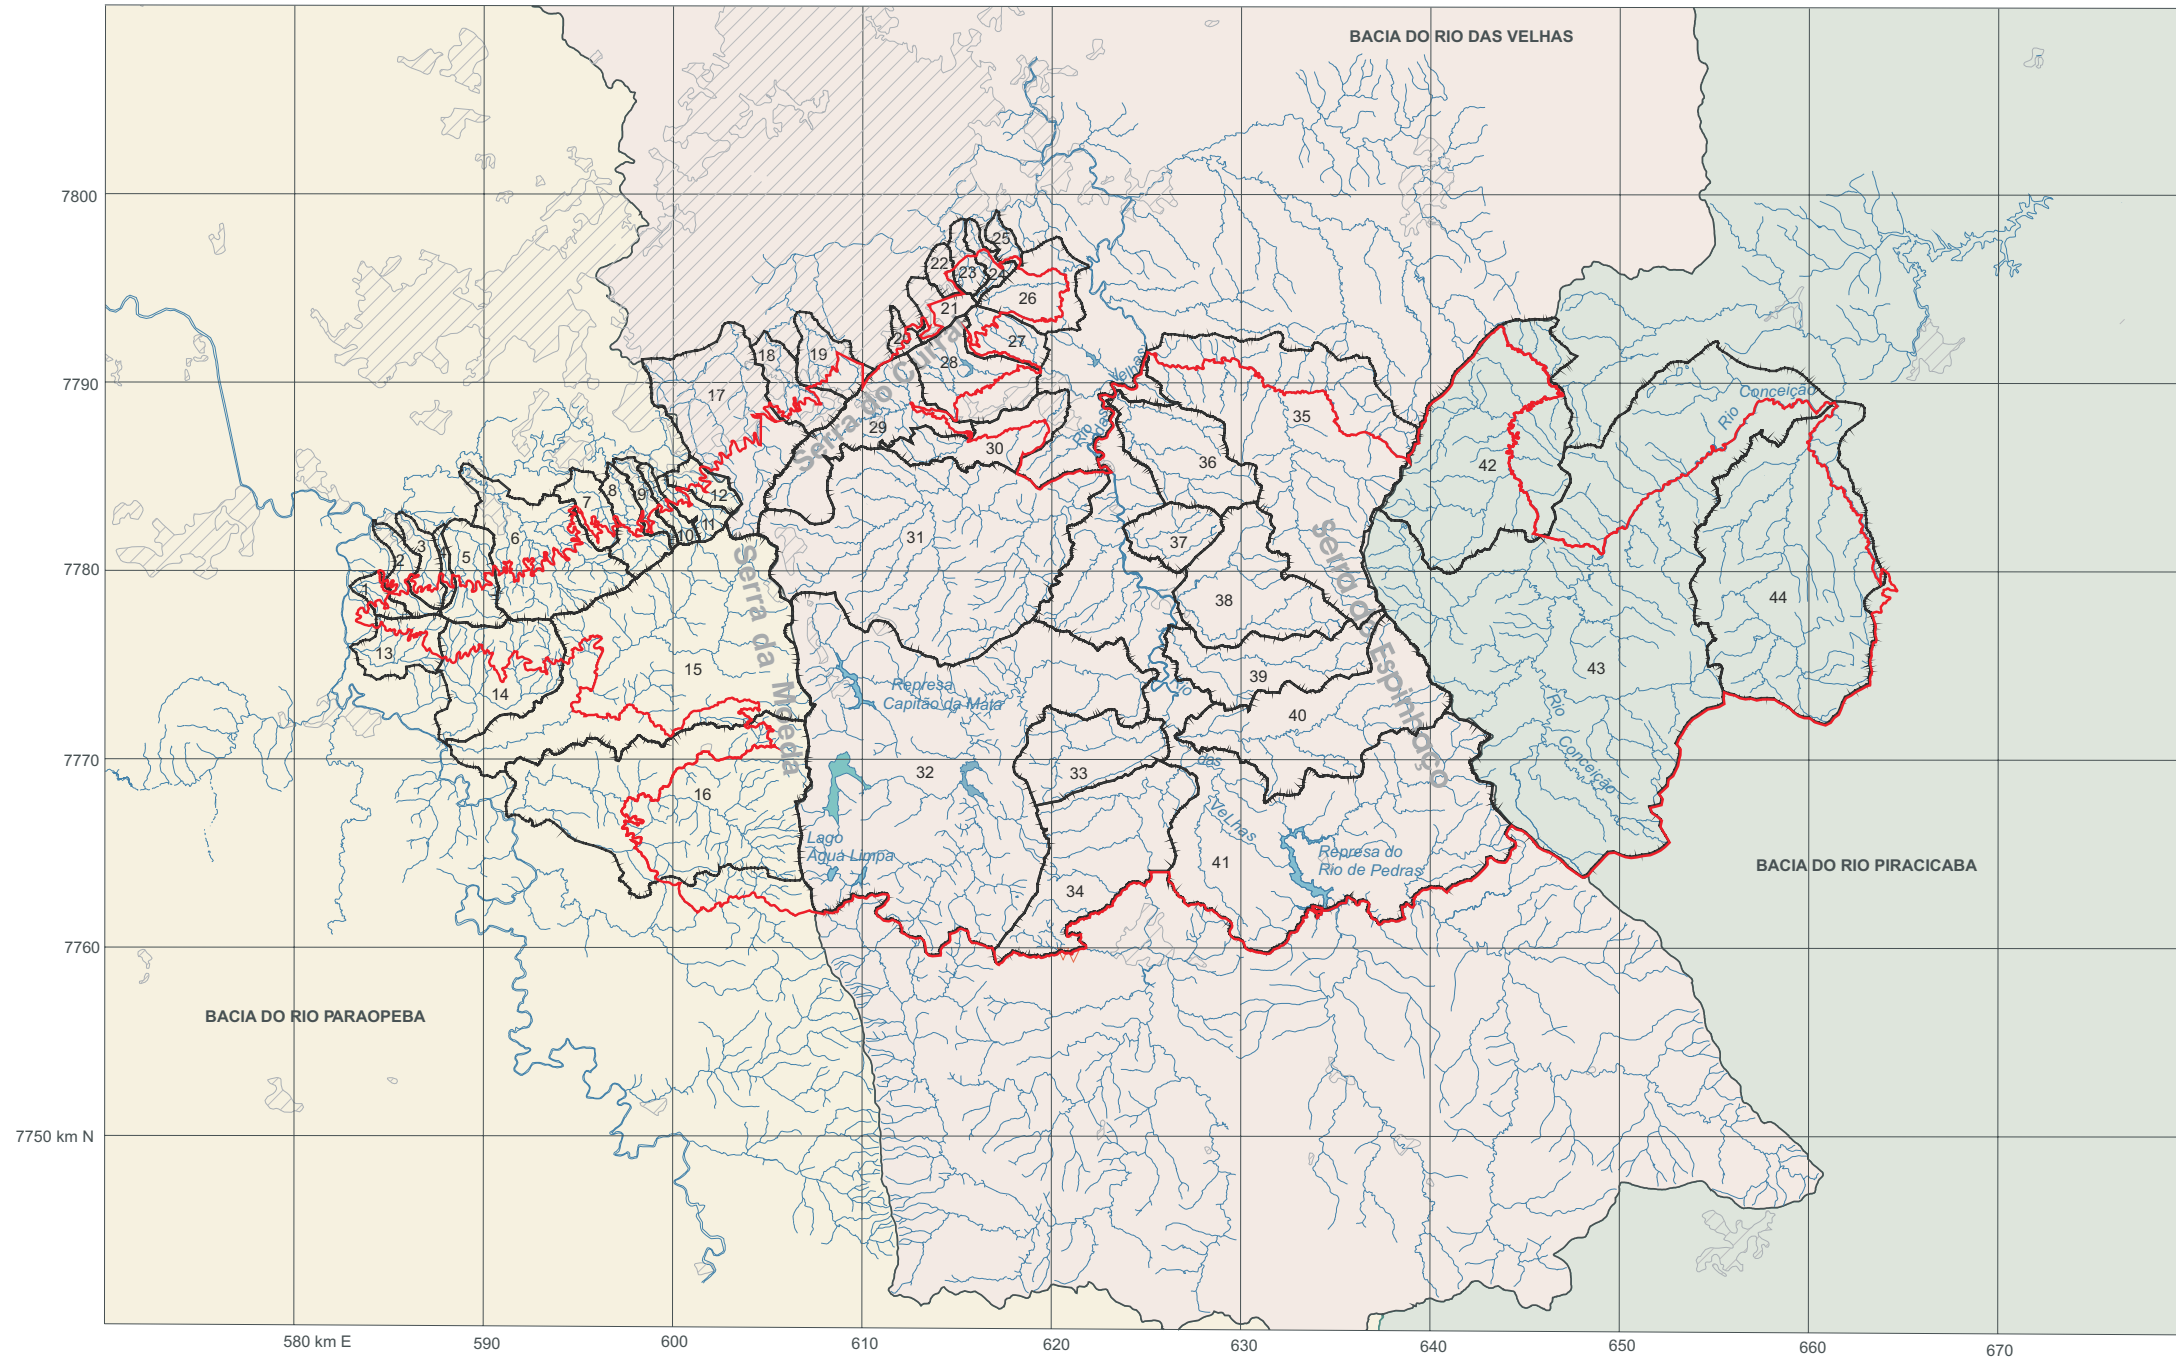 BACIA DO RIO DAS VELHAS
7800
25
22
23
24
26
21
20
27
28
18
19
17
7790
Serra do Curral
29
30
Rio
das
Velhas
35
36
42
Rio
Conceição
7
8
9
12
11
10
6
5
4
3
2
1
31
37
Serra do Espinhaço
7780
Serra da Moeda
38
44
13
14
15
39
43
40
Represa
Capitão da Mata
Rio
das
Velhas
Rio
Conceição
7770
16
32
33
34
41
Lago
Água Limpa
Represa do
Rio de Pedras
BACIA DO RIO PIRACICABA
7760
BACIA DO RIO PARAOPEBA
7750 km N
580 km E
590
600
610
620
630
640
650
660
670